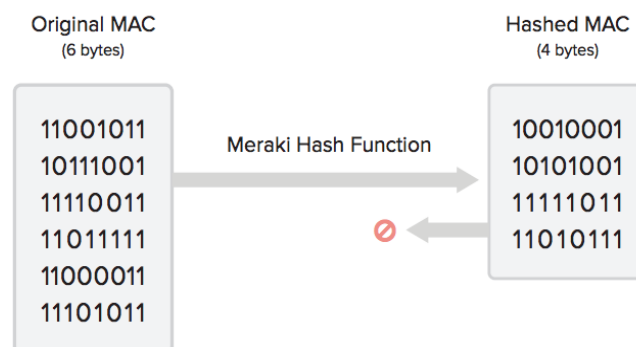 Original MAC
(6 bytes)
11001011
10111001
11110011
11011111
11000011
11101011
Meraki Hash Function
Hashed MAC
(4 bytes)
10010001
10101001
11111011
11010111